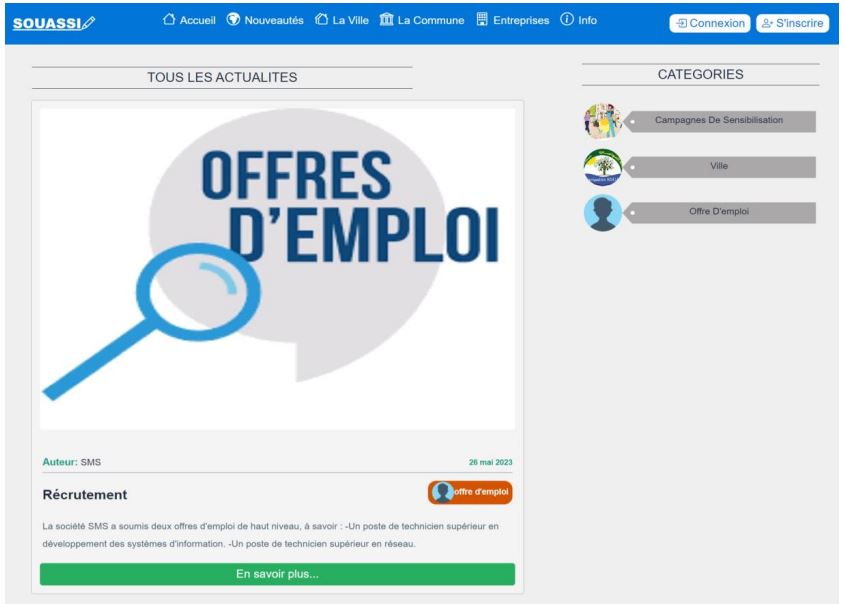 SOUASSI
Accueil Nouveautés La Ville La Commune Entreprises Info
Connexion S'inscrire
TOUS LES ACTUALITES
OFFRES
D'EMPLOI
Auteur: SMS
26 mai 2023
Récrutement
offre d'emploi
La société SMS a soumis deux offres d'emploi de haut niveau, à savoir : -Un poste de technicien supérieur en
développement des systèmes d'information. -Un poste de technicien supérieur en réseau.
En savoir plus...
CATEGORIES
Campagnes De Sensibilisation
Ville
Offre D'emploi